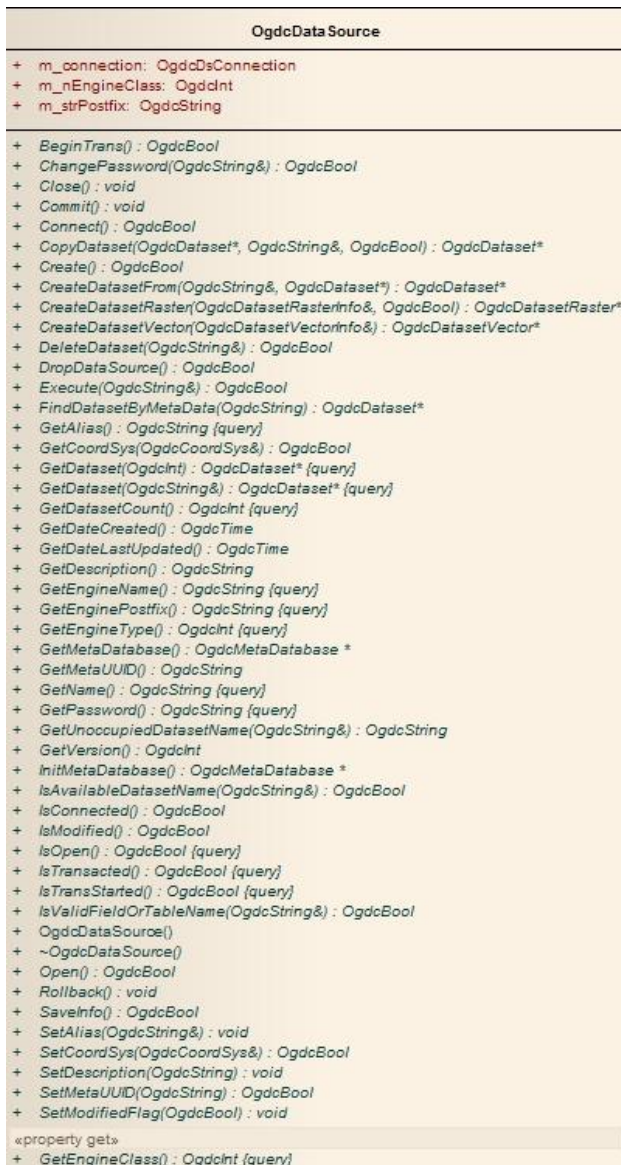 OgdcDataSource
+ m_connection: OgdcDsConnection
+ m_nEngineClass: OgdcInt
+ m_strPostfix: OgdcString
+ BeginTrans() : OgdcBool
+ ChangePassword(OgdcString&) : OgdcBool
+ Close() : void
+ Commit() : void
+ Connect() : OgdcBool
+ CopyDataset(OgdcDataset*, OgdcString&, OgdcBool) : OgdcDataset*
+ Create() : OgdcBool
+ CreateDatasetFrom(OgdcString&, OgdcDataset*) : OgdcDataset*
+ CreateDatasetRaster(OgdcDatasetRasterInfo&, OgdcBool) : OgdcDatasetRaster*
+ CreateDatasetVector(OgdcDatasetVectorInfo&) : OgdcDatasetVector*
+ DeleteDataset(OgdcString&) : OgdcBool
+ DropDataSource() : OgdcBool
+ Execute(OgdcString&) : OgdcBool
+ FindDatasetByMetaData(OgdcString) : OgdcDataset*
+ GetAlias() : OgdcString {query}
+ GetCoordSys(OgdcCoordSys&) : OgdcBool
+ GetDataset(OgdcInt) : OgdcDataset* {query}
+ GetDataset(OgdcString&) : OgdcDataset* {query}
+ GetDatasetCount() : OgdcInt {query}
+ GetDateCreated() : OgdcTime
+ GetDateLastUpdated() : OgdcTime
+ GetDescription() : OgdcString
+ GetEngineName() : OgdcString {query}
+ GetEnginePostfix() : OgdcString {query}
+ GetEngineType() : OgdcInt {query}
+ GetMetaDatabase() : OgdcMetaDatabase *
+ GetMetaUUID() : OgdcString
+ GetName() : OgdcString {query}
+ GetPassword() : OgdcString {query}
+ GetUnoccupiedDatasetName(OgdcString&) : OgdcString
+ GetVersion() : OgdcInt
+ InitMetaDatabase() : OgdcMetaDatabase *
+ IsAvailableDatasetName(OgdcString&) : OgdcBool
+ IsConnected() : OgdcBool
+ IsModified() : OgdcBool
+ IsOpen() : OgdcBool {query}
+ IsTransacted() : OgdcBool {query}
+ IsTransStarted() : OgdcBool {query}
+ IsValidFieldOrTableName(OgdcString&) : OgdcBool
+ OgdcDataSource()
+ ~OgdcDataSource()
+ Open() : OgdcBool
+ Rollback() : void
+ SaveInfo() : OgdcBool
+ SetAlias(OgdcString&) : void
+ SetCoordSys(OgdcCoordSys&) : OgdcBool
+ SetDescription(OgdcString) : void
+ SetMetaUUID(OgdcString) : OgdcBool
+ SetModifiedFlag(OgdcBool) : void
«property get»
+ GetEngineClass() : OgdcInt {query}